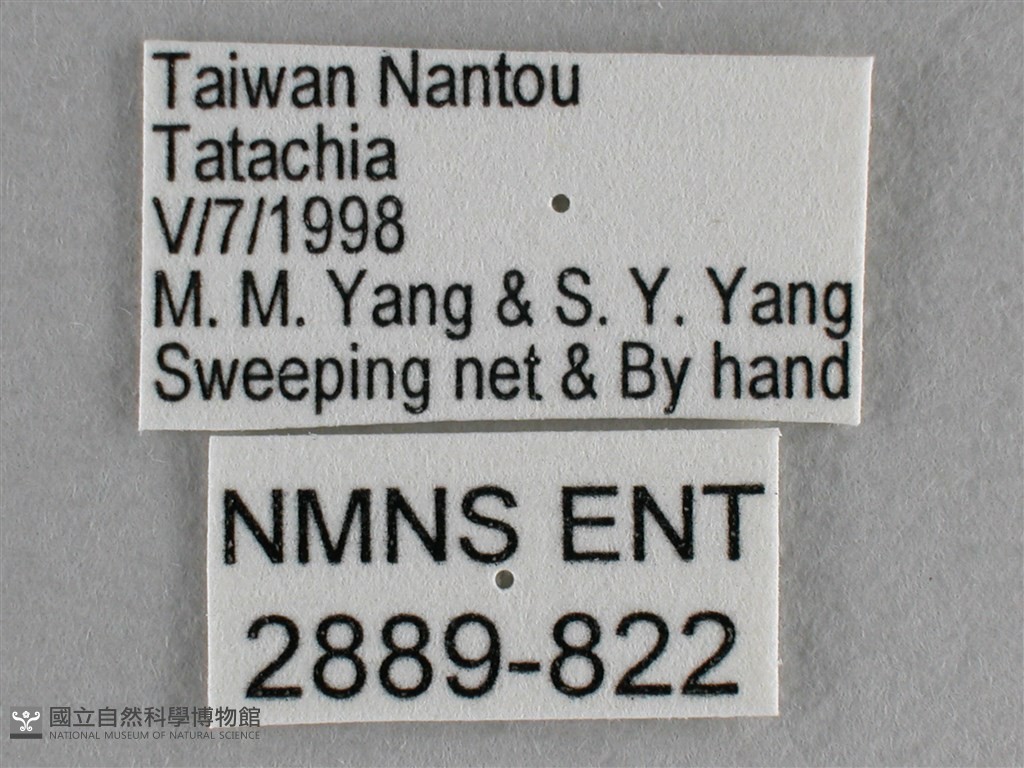 Taiwan Nantou
Tatachia
V/7/1998
M. M. Yang & S. Y. Yang
Sweeping net & By hand
NMNS ENT
2889-822
國立自然科學博物館
NATIONAL MUSEUM OF NATURAL SCIENCE